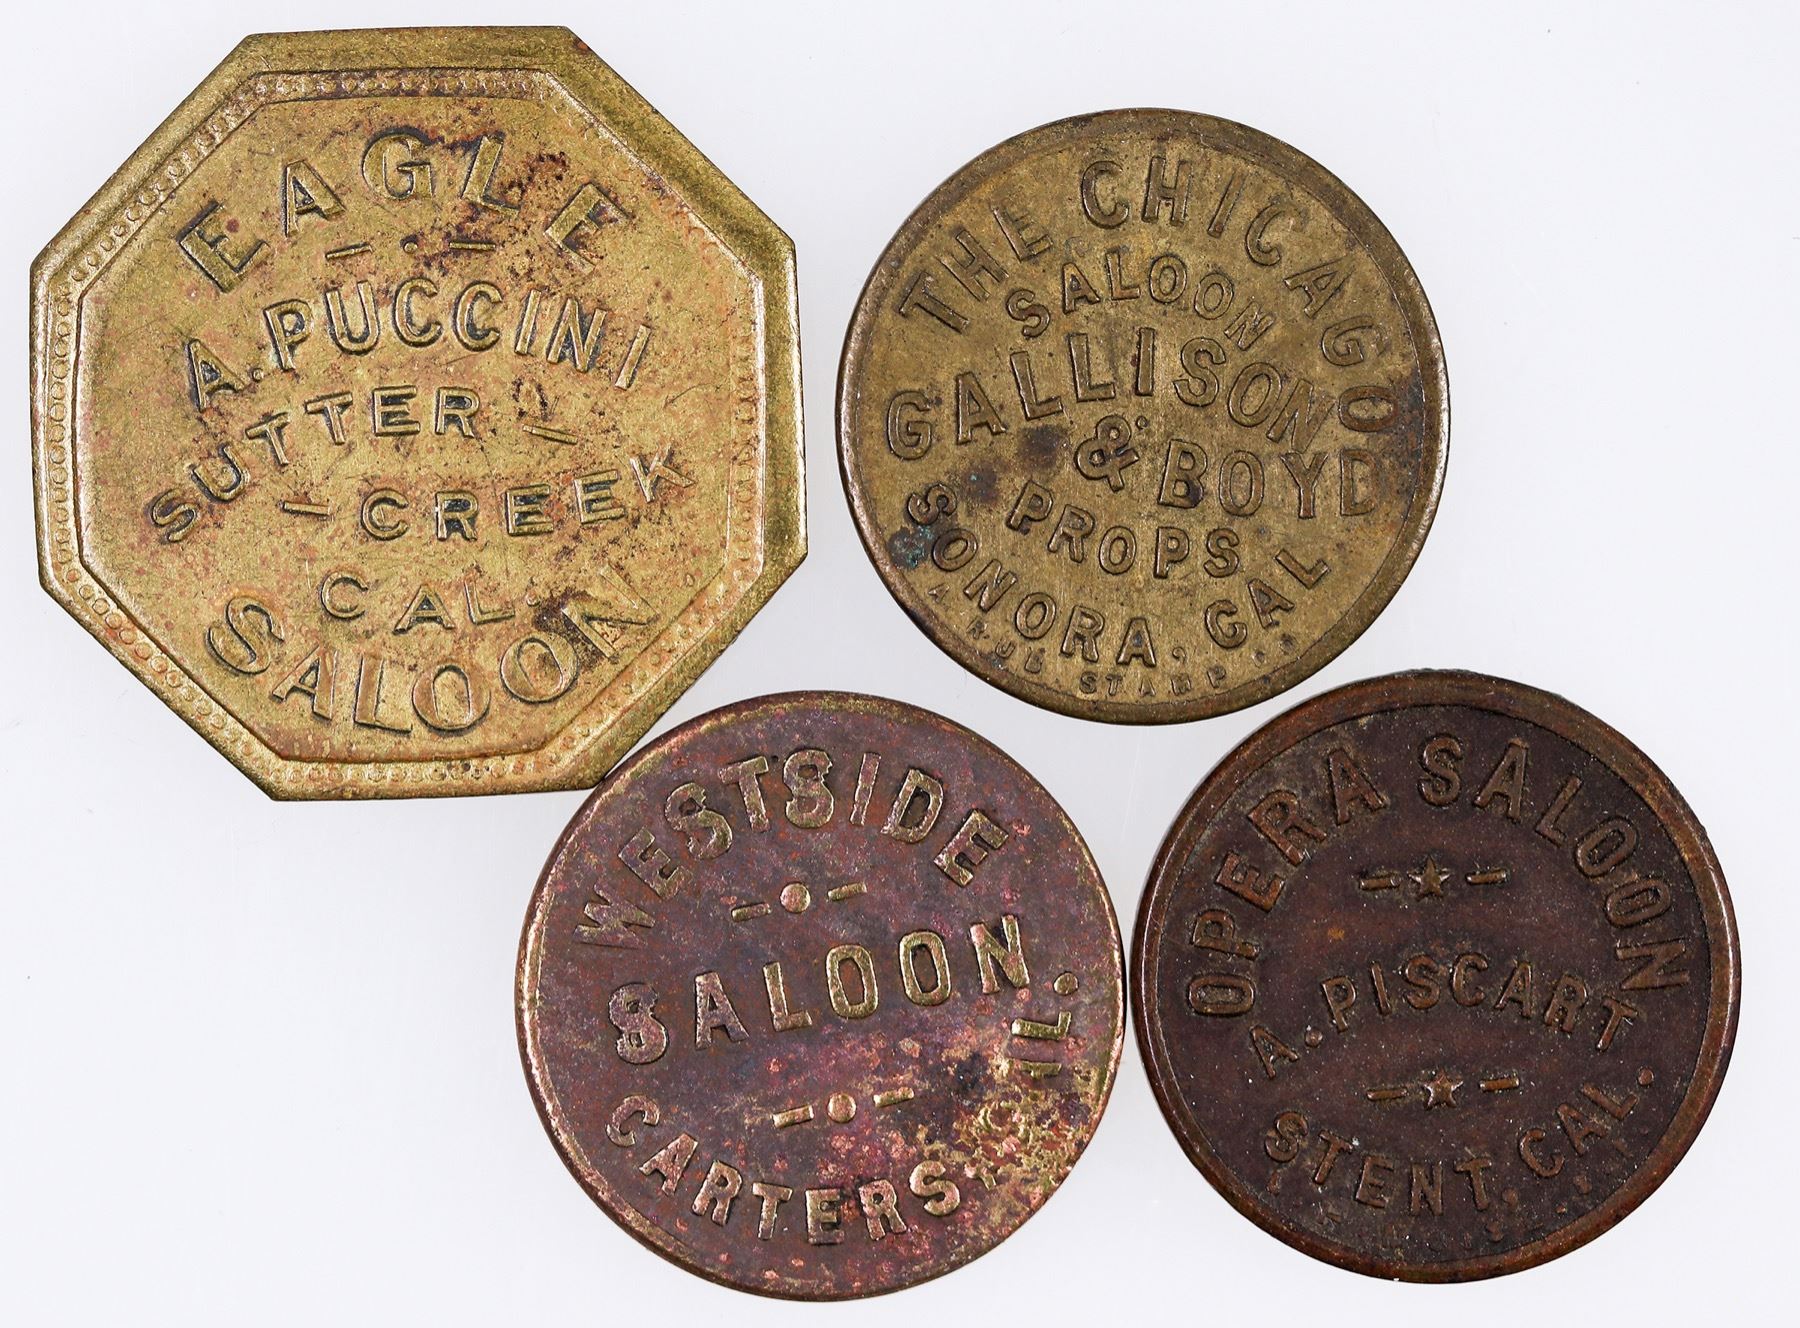 EAGLE
A. PUCCINI
SUTTER
CREEK
CAL.
SALOON
THE CHICAGO
SALOON
GALLISON
& BOYD
PROPS
SONORA, CAL
WESTSIDE
SALOON
CARTERS,
OPERA SALOON
A. PISCART
STENT, CAL.